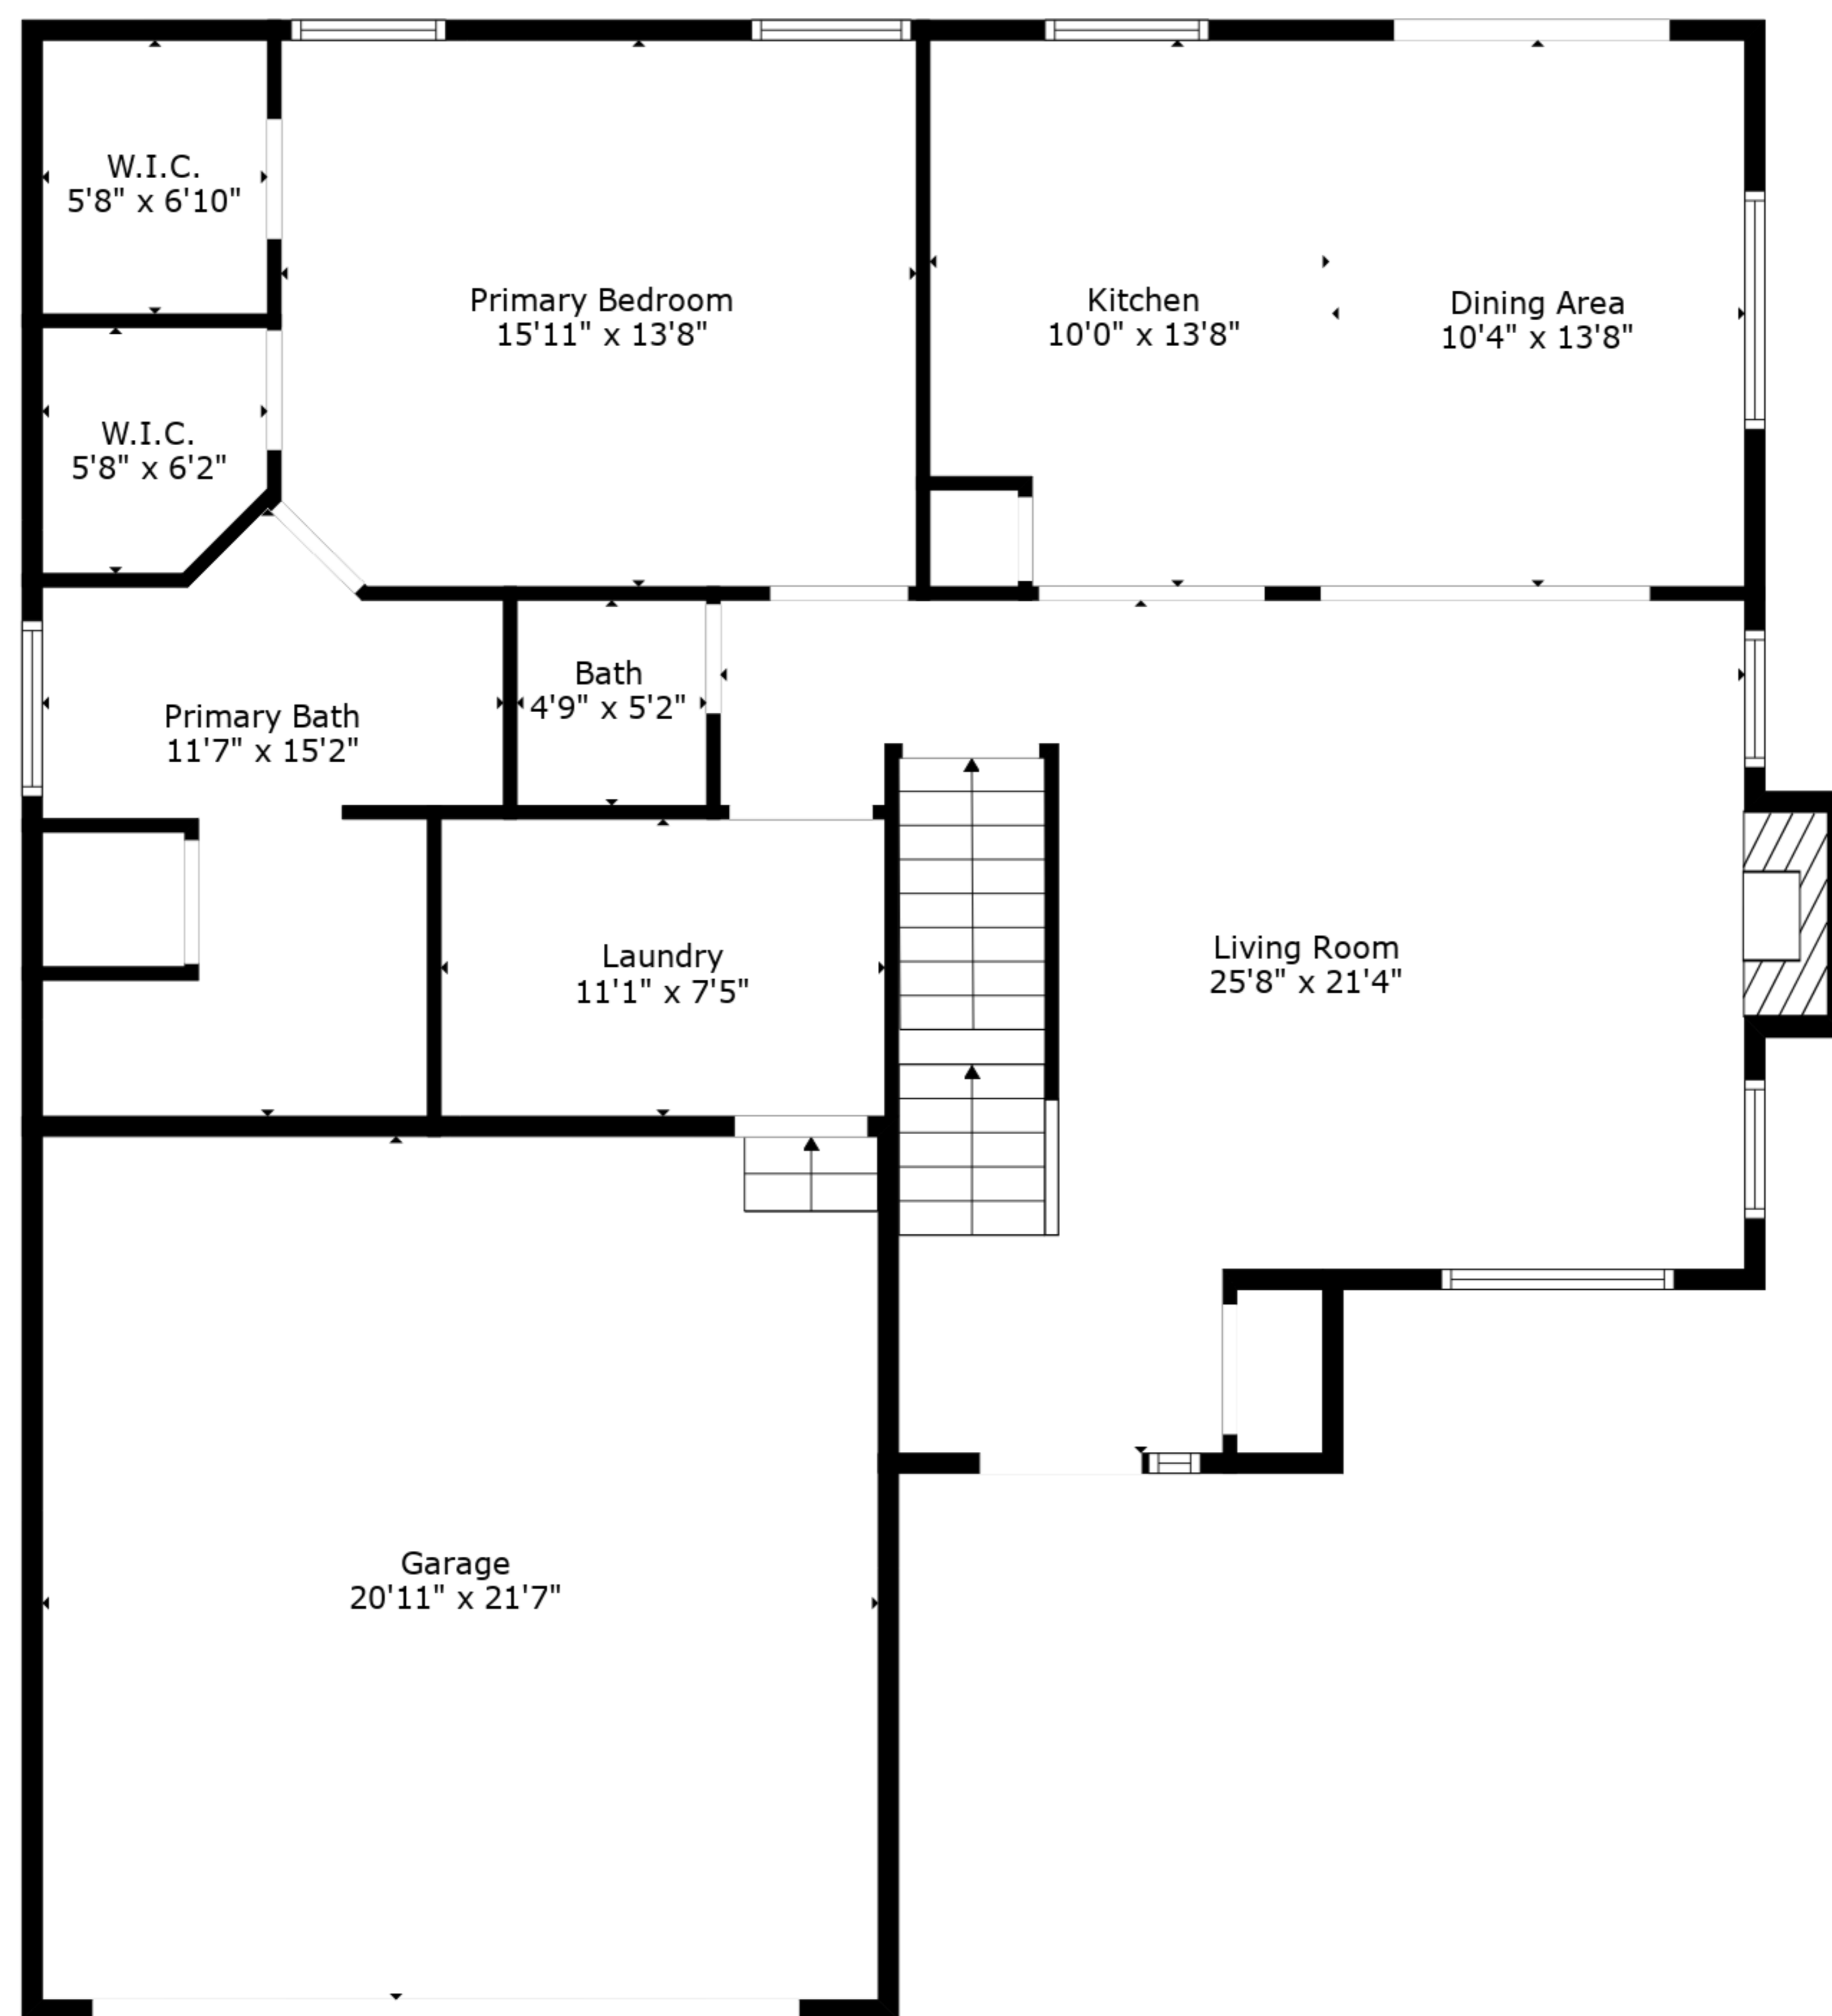 W.I.C.
5'8" x 6'10"
Primary Bedroom
15'11" x 13'8"
Kitchen
10'0" x 13'8"
Dining Area
10'4" x 13'8"
W.I.C.
5'8" x 6'2"
Bath
4'9" x 5'2"
Primary Bath
11'7" x 15'2"
Laundry
11'1" x 7'5"
Living Room
25'8" x 21'4"
Garage
20'11" x 21'7"